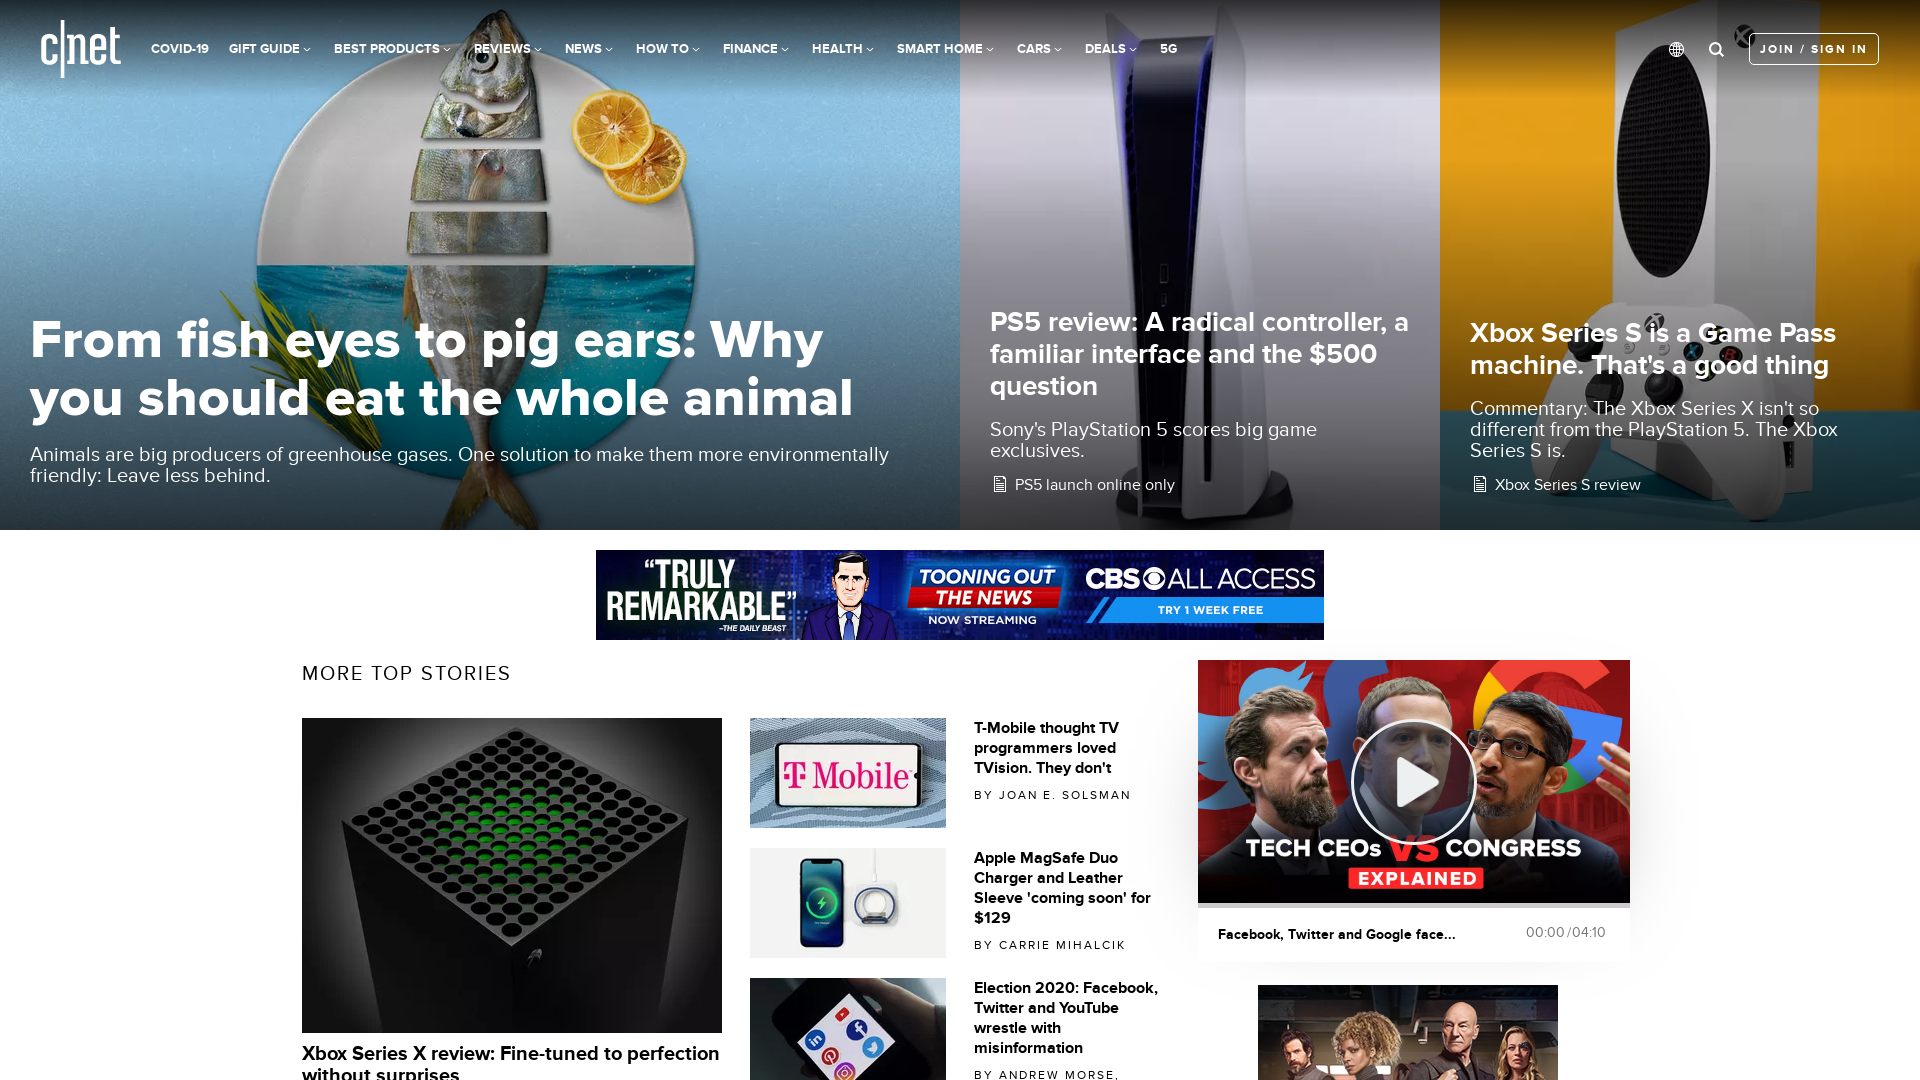 c|net
COVID-19 GIFT GUIDE BEST PRODUCTS REVIEWS NEWS HOW TO FINANCE HEALTH SMART HOME CARS DEALS 5G
JOIN / SIGN IN
From fish eyes to pig ears: Why
you should eat the whole animal
Animals are big producers of greenhouse gases. One solution to make them more environmentally
friendly: Leave less behind.
PS5 review: A radical controller, a
familiar interface and the $500
question
Sony's PlayStation 5 scores big game
exclusives.
PS5 launch online only
Xbox Series S is a Game Pass
machine. That's a good thing
Commentary: The Xbox Series X isn't so
different from the PlayStation 5. The Xbox
Series S is.
Xbox Series S review
"TRULY
REMARKABLE"
–THE DAILY BEAST
TOONING OUT
THE NEWS
NOW STREAMING
CBS ALL ACCESS
TRY 1 WEEK FREE
MORE TOP STORIES
Xbox Series X review: Fine-tuned to perfection
without surprises
T Mobile
T-Mobile thought TV
programmers loved
TVision. They don't
BY JOAN E. SOLSMAN
Apple MagSafe Duo
Charger and Leather
Sleeve 'coming soon' for
$129
BY CARRIE MIHALCIK
Election 2020: Facebook,
Twitter and YouTube
wrestle with
misinformation
BY ANDREW MORSE,
TECH CEOs VS CONGRESS
EXPLAINED
Facebook, Twitter and Google face...
00:00 /04:10